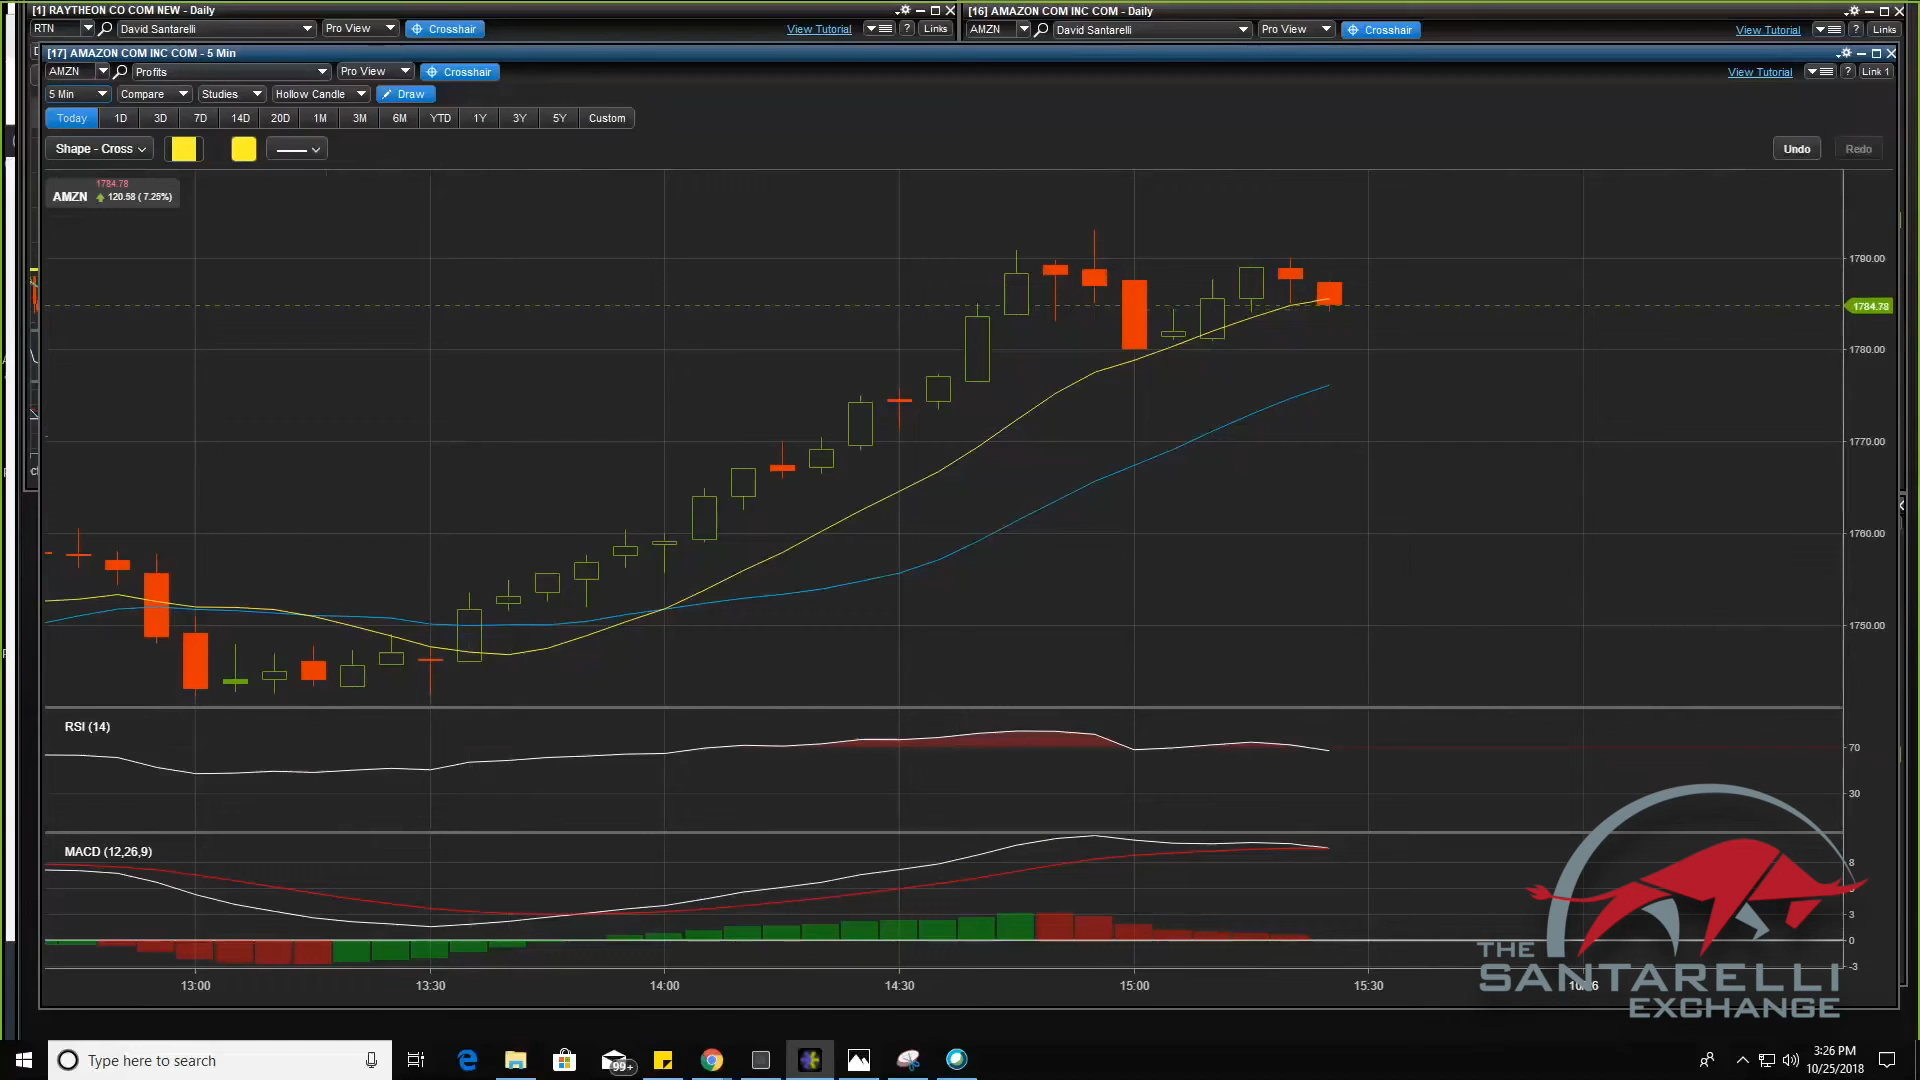 [1] RAYTHEON CO COM NEW - Daily
[16] AMAZON COM INC COM - Daily
RTN David Santarelli Pro View Crosshair View Tutorial ? Links
AMZN David Santarelli Pro View Crosshair View Tutorial ? Links
[17] AMAZON COM INC COM - 5 Min
AMZN Profits Pro View Crosshair View Tutorial ? Link 1
5 Min Compare Studies Hollow Candle Draw
Today 1D 3D 7D 14D 20D 1M 3M 6M YTD 1Y 3Y 5Y Custom
Shape - Cross Undo Redo
1784.78
AMZN 120.58 ( 7.25%)
1790.00
1784.78
1780.00
1770.00
1760.00
1750.00
RSI (14)
70
30
MACD (12,26,9)
8
3
0
-3
13:00 13:30 14:00 14:30 15:00 15:30
THE
SANTARELLI
EXCHANGE
Type here to search
99+
3:26 PM
10/25/2018